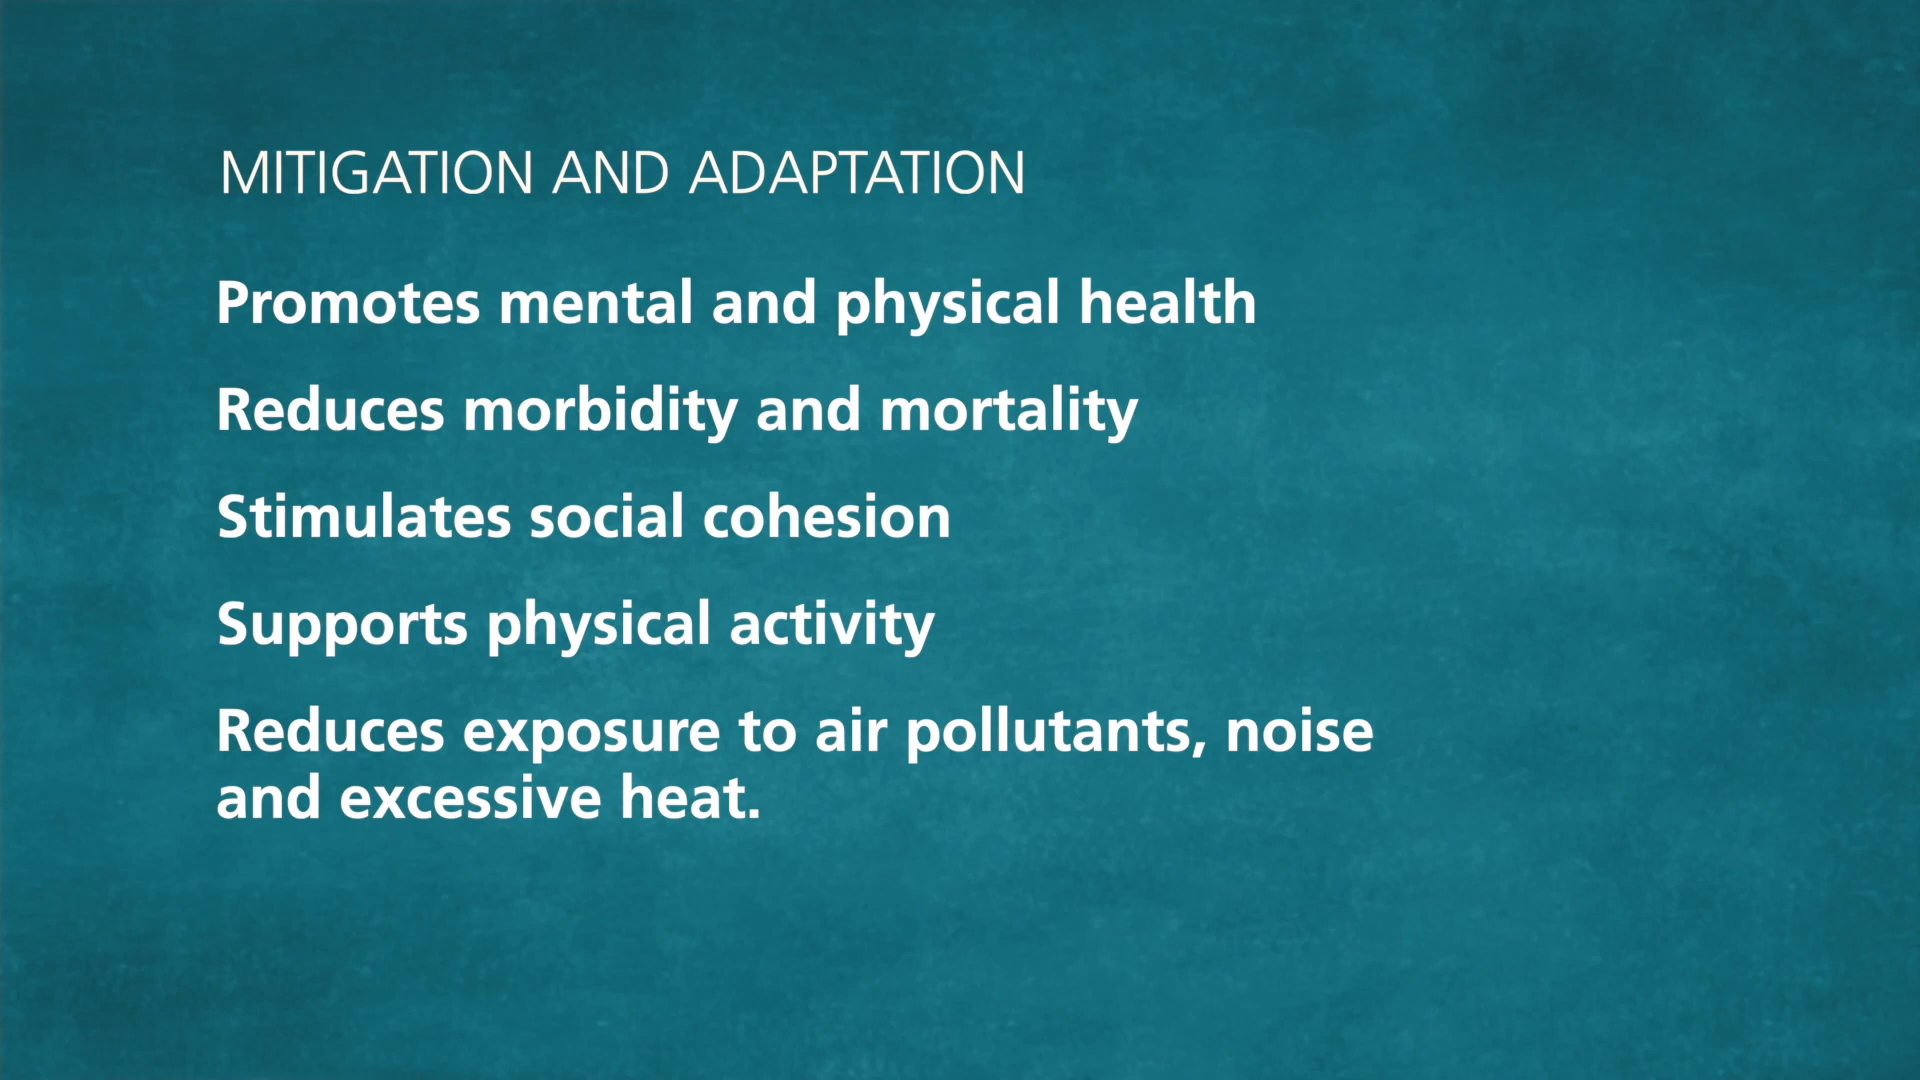 MITIGATION AND ADAPTATION
Promotes mental and physical health
Reduces morbidity and mortality
Stimulates social cohesion
Supports physical activity
Reduces exposure to air pollutants, noise
and excessive heat.